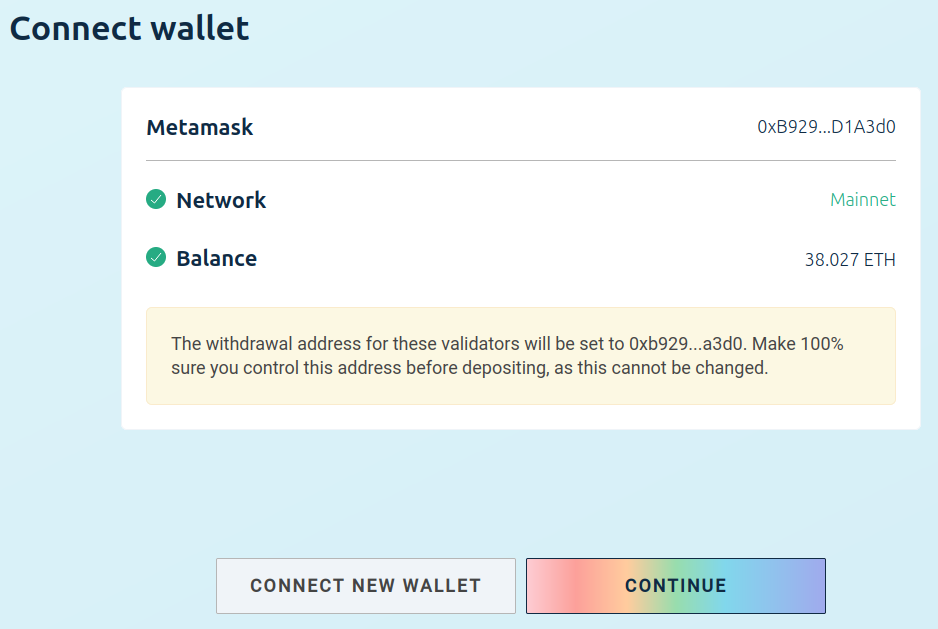 Connect wallet
Metamask 0xB929...D1A3d0
Network Mainnet
Balance 38.027 ETH
The withdrawal address for these validators will be set to 0xb929...a3d0. Make 100%
sure you control this address before depositing, as this cannot be changed.
CONNECT NEW WALLET CONTINUE